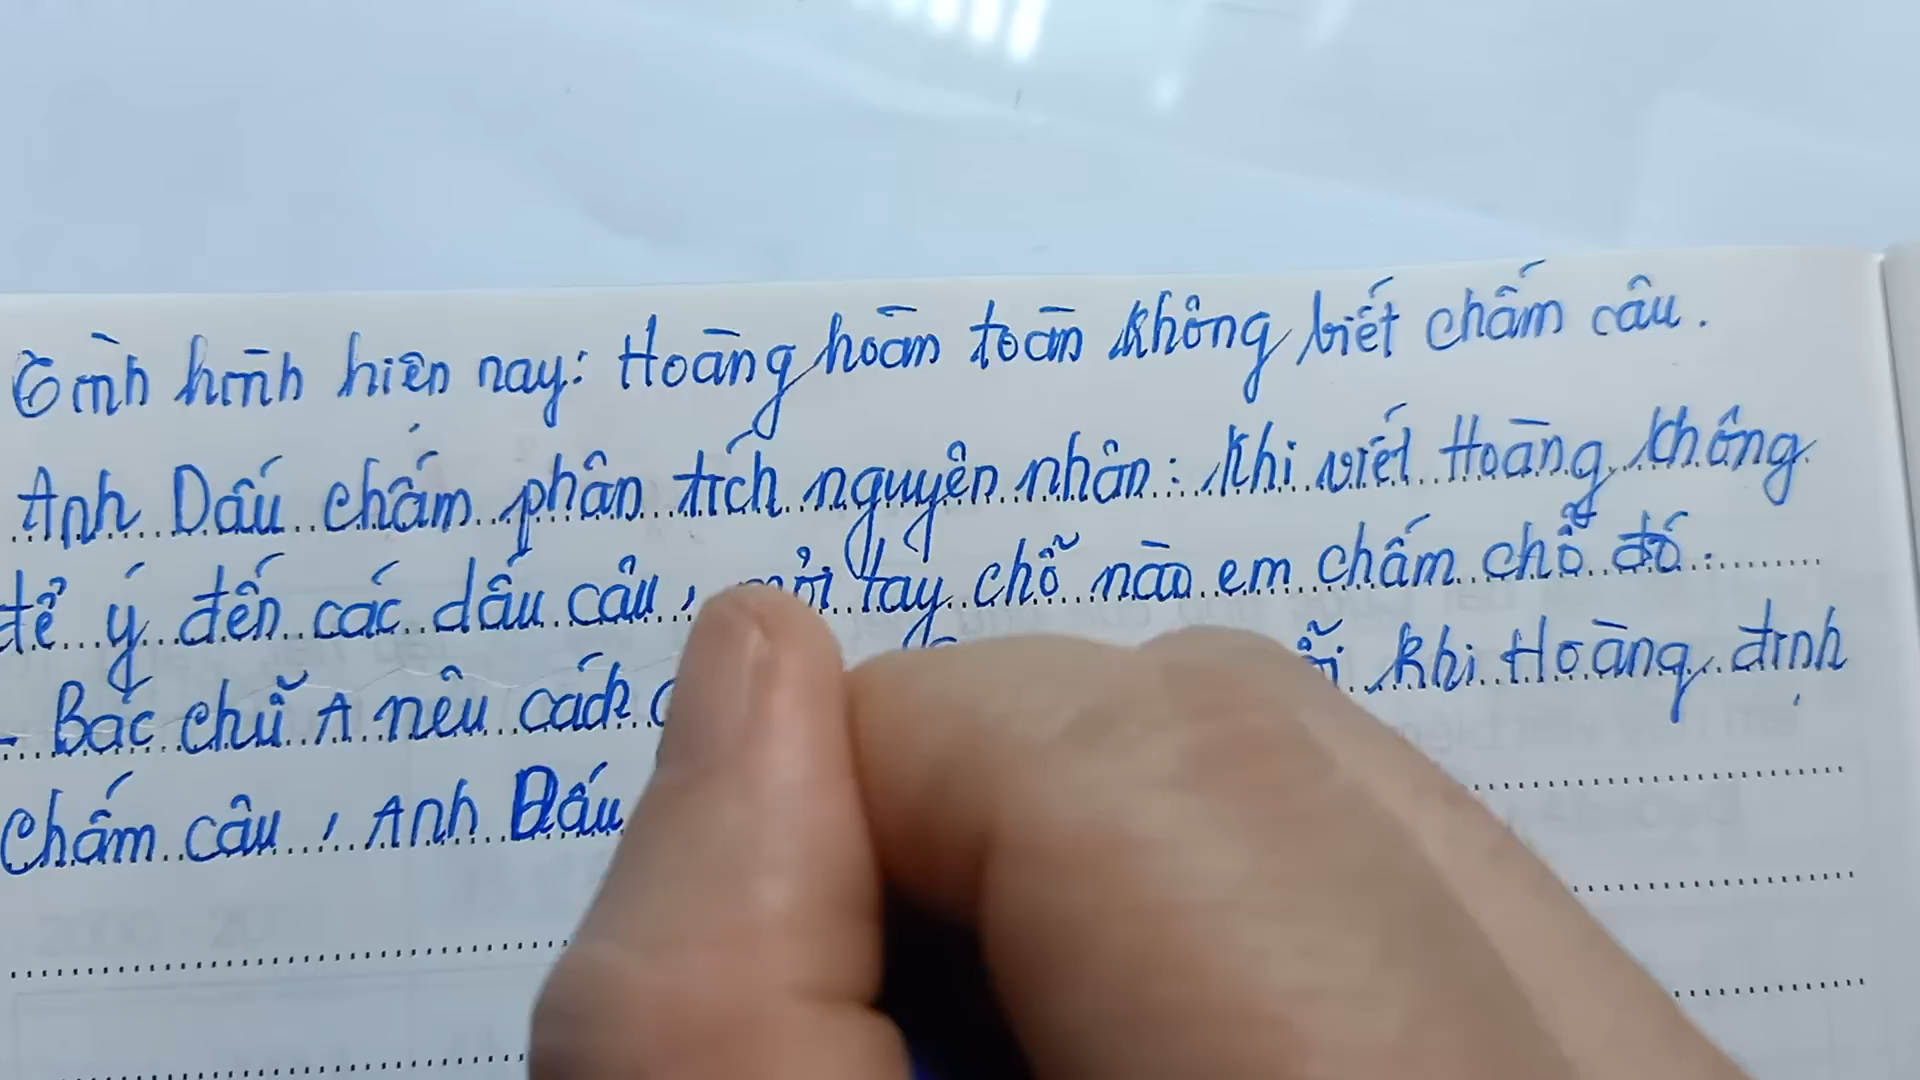 Tình hình hiện nay: Hoàng hoàn toàn không biết chấm câu.
Anh Dấu chấm phân tích nguyên nhân: Khi viết Hoàng không
để ý đến các dấu câu, mỏi tay chỗ nào em chấm chỗ đó.
- Bác chữ A nêu cách khi Hoàng định
Chấm câu, Anh Dấu